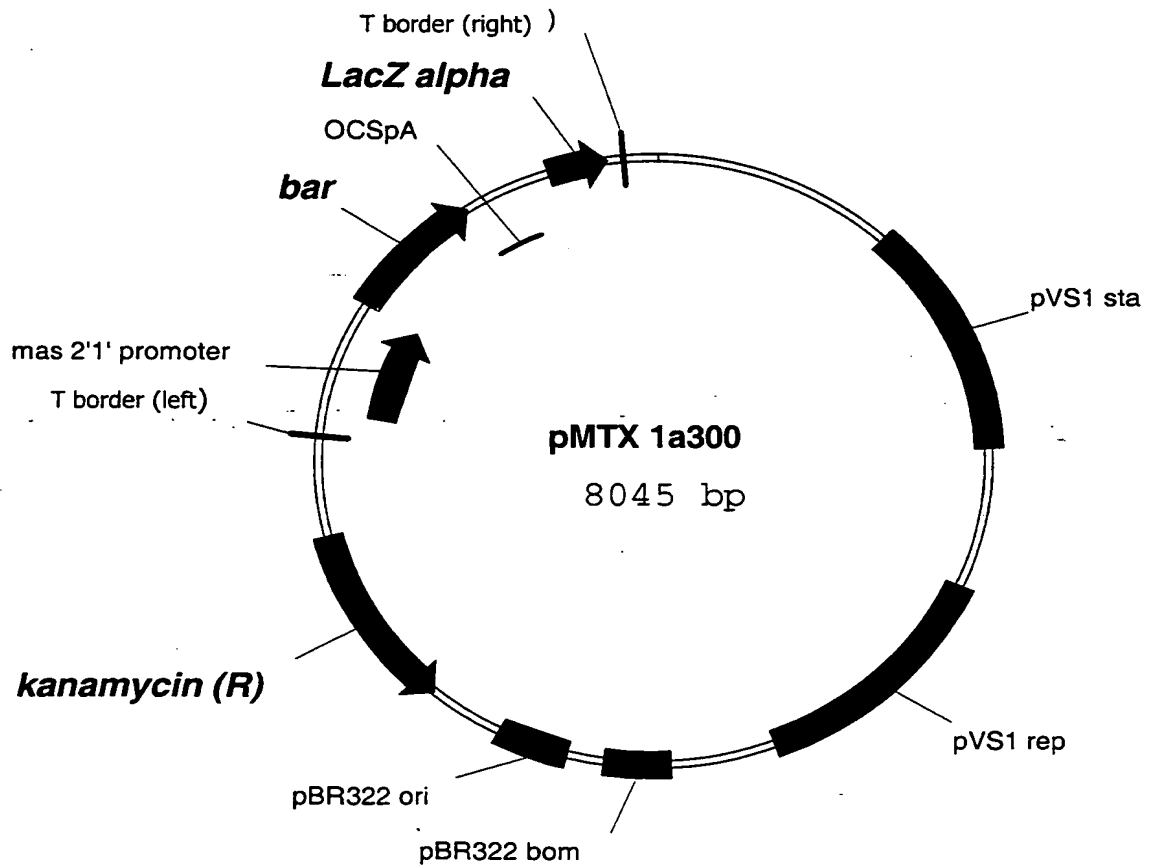 T border (right) )
LacZ alpha
OCSpA
bar
pVS1 sta
mas 2'1' promoter
T border (left)
pMTX 1a300
8045 bp
kanamycin (R)
pVS1 rep
pBR322 ori
pBR322 bom